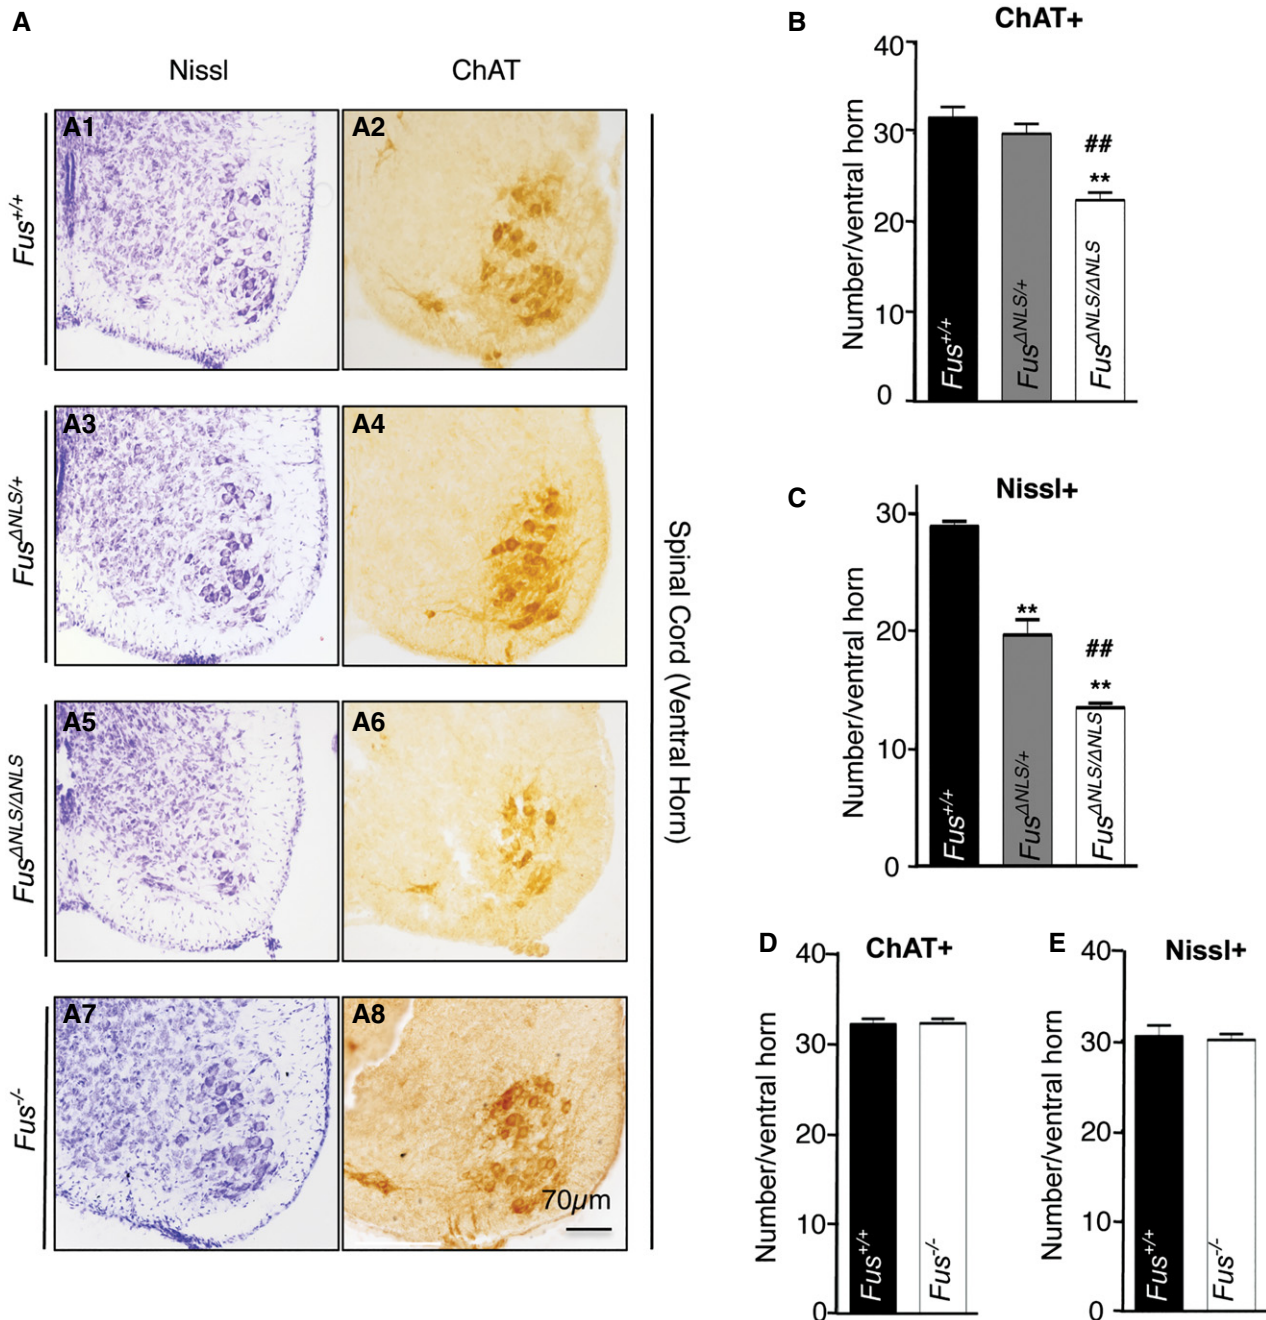 A
Nissl
ChAT
Fus+/+
A1
A2
FusΔNLS/+
A3
A4
FusΔNLS/ΔNLS
A5
A6
Fus-/-
A7
A8
70µm
Spinal Cord (Ventral Horn)
B
ChAT+
Number/ventral horn
40
30
20
10
0
##
**
Fus+/+
FusΔNLS/+
FusΔNLS/ΔNLS
C
Nissl+
Number/ventral horn
30
20
10
0
**
##
**
Fus+/+
FusΔNLS/+
FusΔNLS/ΔNLS
D
ChAT+
Number/ventral horn
40
30
20
10
0
Fus+/+
Fus-/-
E
Nissl+
Number/ventral horn
40
30
20
10
0
Fus+/+
Fus-/-